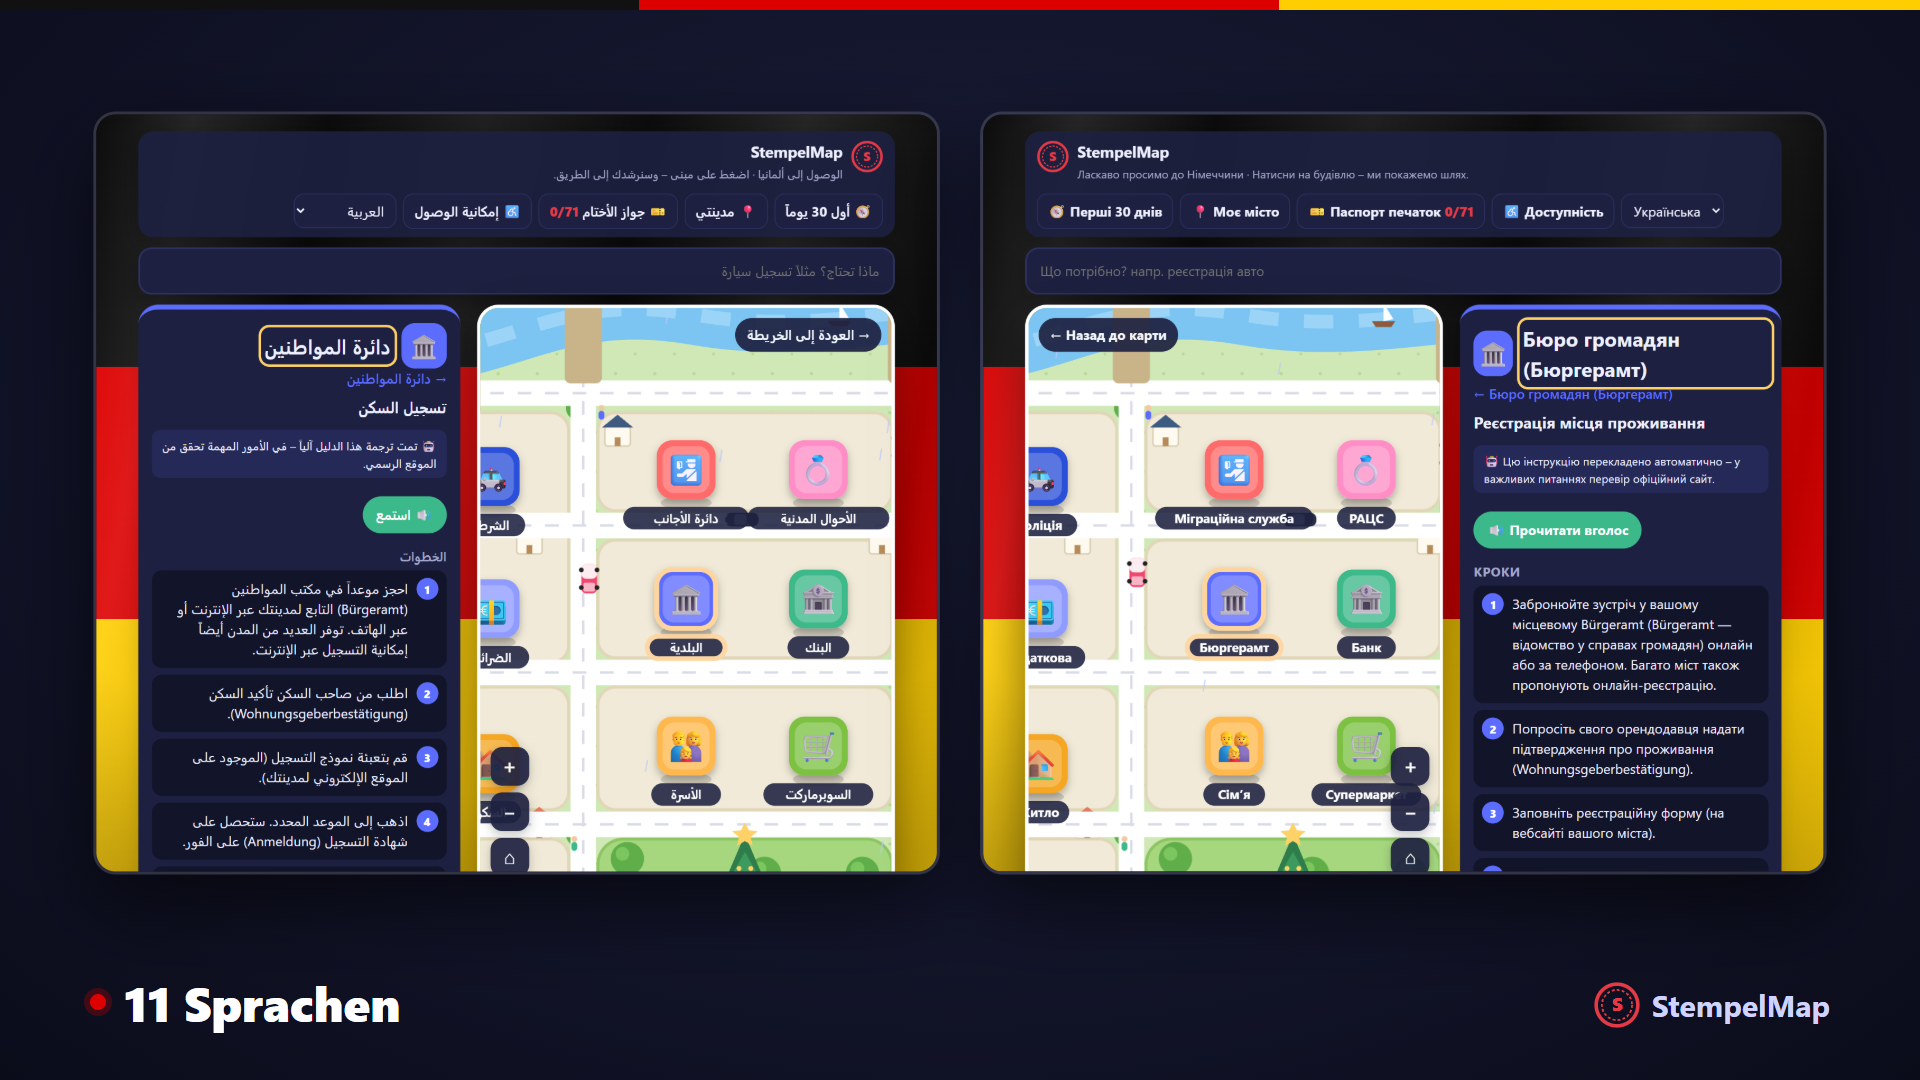 StempelMap
الوصول إلى ألمانيا · اضغط على مبنى – وسنرشدك إلى الطريق.
أول 30 يوماً
مدينتي
جواز الأختام 0/71
إمكانية الوصول
العربية
ماذا تحتاج؟ مثلاً تسجيل سيارة
دائرة المواطنين
→ دائرة المواطنين
تسجيل السكن
تمت ترجمة هذا الدليل آلياً – في الأمور المهمة تحقق من
الموقع الرسمي.
استمع
الخطوات
1
احجز موعداً في مكتب المواطنين
(Bürgeramt) التابع لمدينتك عبر الإنترنت أو
عبر الهاتف. توفر العديد من المدن أيضاً
إمكانية التسجيل عبر الإنترنت.
2
اطلب من صاحب السكن تأكيد السكن
(Wohnungsgeberbestätigung).
3
قم بتعبئة نموذج التسجيل (الموجود على
الموقع الإلكتروني لمدينتك).
4
اذهب إلى الموعد المحدد. ستحصل على
شهادة التسجيل (Anmeldung) على الفور.
→ العودة إلى الخريطة
دائرة الأجانب
الأحوال المدنية
البلدية
البنك
الأسرة
السوبرماركت
+
−
StempelMap
Ласкаво просимо до Німеччини · Натисни на будівлю – ми покажемо шлях.
Перші 30 днів
Моє місто
Паспорт печаток 0/71
Доступність
Українська
Що потрібно? напр. реєстрація авто
← Назад до карти
Міграційна служба
РАЦС
Бюргерамт
Банк
Сім’я
+
−
Бюро громадян
(Бюргерамт)
← Бюро громадян (Бюргерамт)
Реєстрація місця проживання
Цю інструкцію перекладено автоматично – у
важливих питаннях перевір офіційний сайт.
Прочитати вголос
КРОКИ
1
Забронюйте зустріч у вашому
місцевому Bürgeramt (Bürgeramt —
відомство у справах громадян) онлайн
або за телефоном. Багато міст також
пропонують онлайн-реєстрацію.
2
Попросіть свого орендодавця надати
підтвердження про проживання
(Wohnungsgeberbestätigung).
3
Заповніть реєстраційну форму (на
вебсайті вашого міста).
11 Sprachen
S
StempelMap